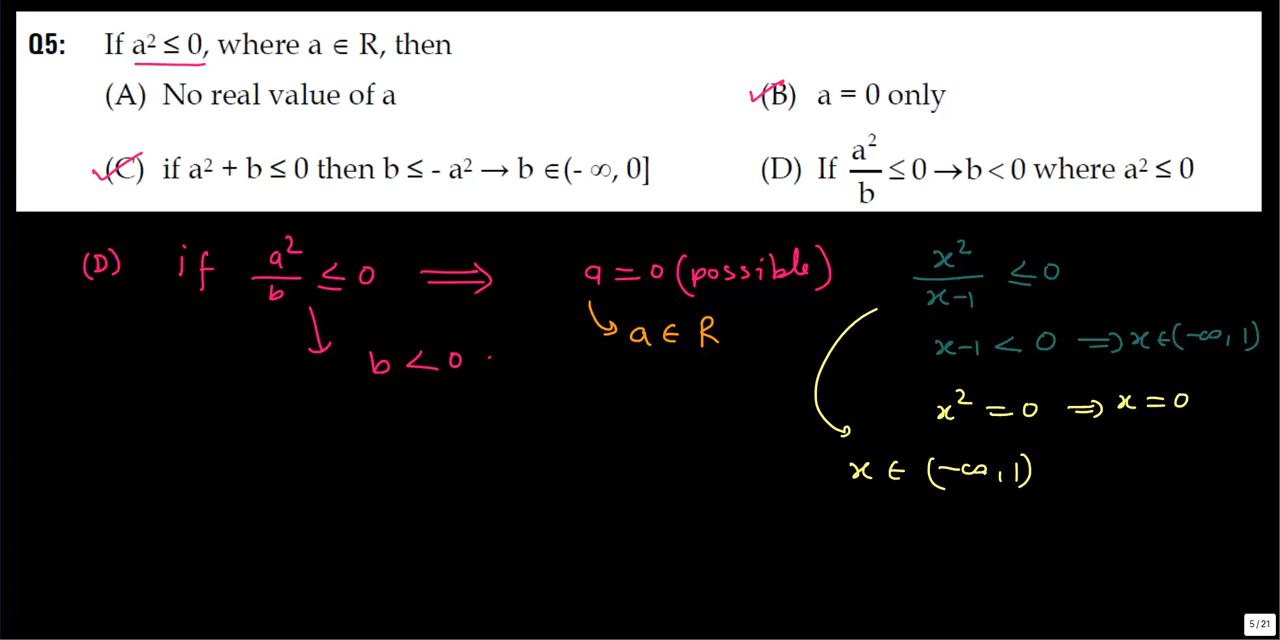 Q5: If a² ≤ 0, where a ∈ R, then
(A) No real value of a
(B) a = 0 only
(C) if a² + b ≤ 0 then b ≤ - a² → b ∈(- ∞, 0]
(D) If a²/b ≤ 0 → b < 0 where a² ≤ 0
(D) if a²/b ≤ 0 ⟹ a = 0 (possible)
a ∈ R
b < 0
x²/x-1 ≤ 0
x-1 < 0 ⟹ x ∈ (-∞, 1)
x² = 0 ⟹ x = 0
x ∈ (-∞, 1)
5 / 21